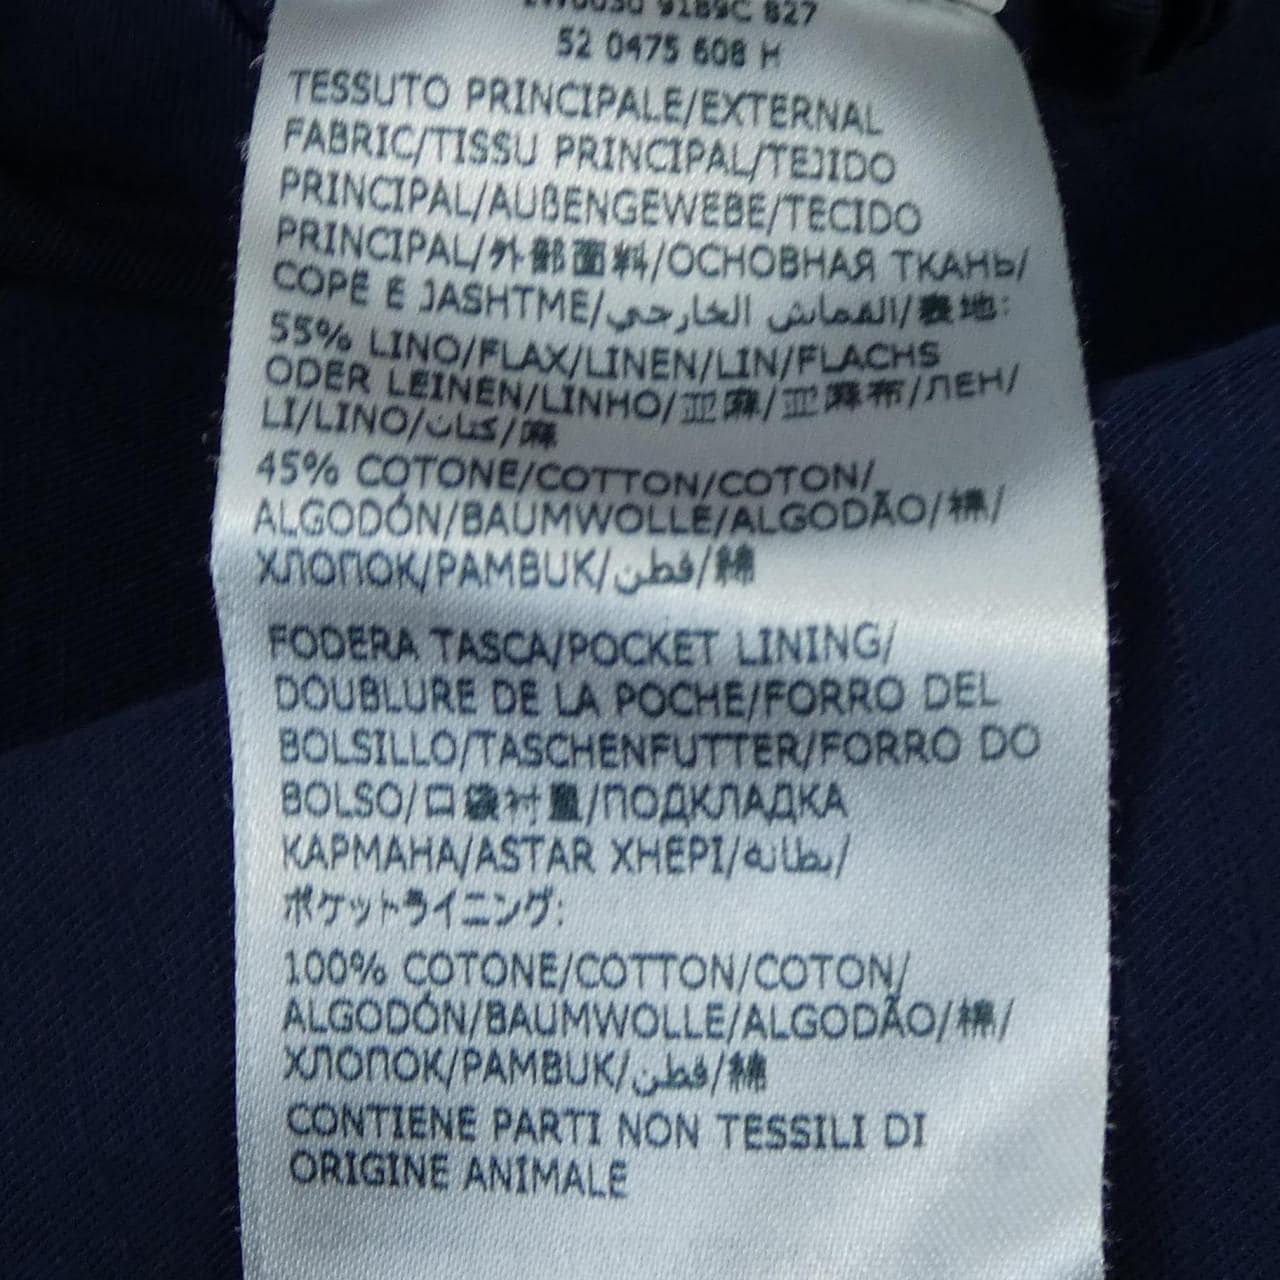 9189C 827
52 0475 608 H
TESSUTO PRINCIPALE/EXTERNAL
FABRIC/TISSU PRINCIPAL/TEJIDO
PRINCIPAL/AUßENGEWEBE/TECIDO
PRINCIPAL/外部面料/ОСНОВНАЯ ТКАНЬ/
COPË E JASHTME/القماش الخارجي/表地:
55% LINO/FLAX/LINEN/LIN/FLACHS
ODER LEINEN/LINHO/亚麻/亚麻布/ЛЕН/
LI/LINO/كتان/麻
45% COTONE/COTTON/COTON/
ALGODÓN/BAUMWOLLE/ALGODÃO/棉/
ХЛОПОК/PAMBUK/قطن/綿
FODERA TASCA/POCKET LINING/
DOUBLURE DE LA POCHE/FORRO DEL
BOLSILLO/TASCHENFUTTER/FORRO DO
BOLSO/口袋衬里/ПОДКЛАДКА
КАРМАНА/ASTAR XHEPI/بطانة/
ポケットライニング:
100% COTONE/COTTON/COTON/
ALGODÓN/BAUMWOLLE/ALGODÃO/棉/
ХЛОПОК/PAMBUK/قطن/綿
CONTIENE PARTI NON TESSILI DI
ORIGINE ANIMALE